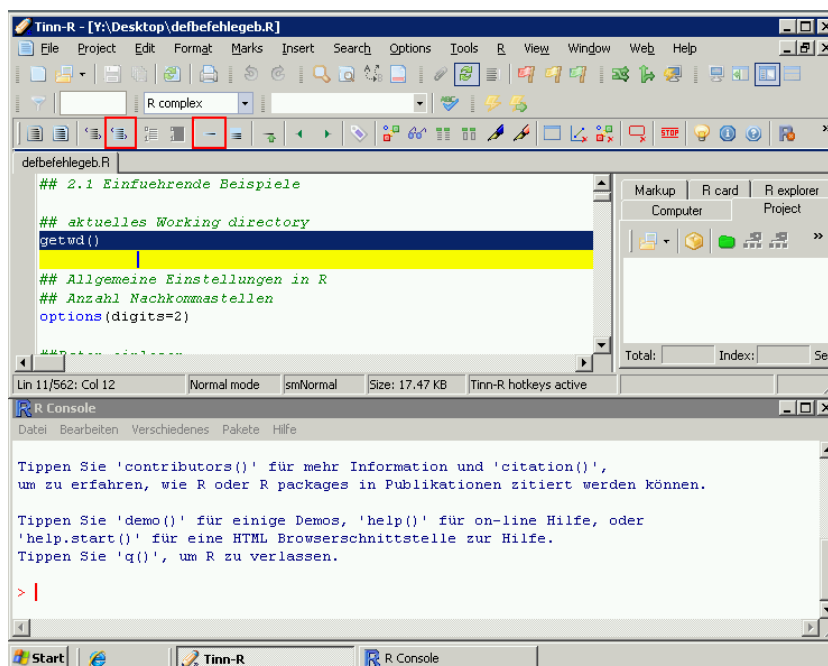 Tinn-R - [Y:\Desktop\defbefehlegeb.R]
File Project Edit Format Marks Insert Search Options Tools R View Window Web Help
R complex
STOP
defbefehlegeb.R
## 2.1 Einfuehrende Beispiele
## aktuelles Working directory
getwd()
## Allgemeine Einstellungen in R
## Anzahl Nachkommastellen
options(digits=2)
##Daten einlesen
Markup R card R explorer
Computer Project
Total: Index: Se
Lin 11/562: Col 12 Normal mode smNormal Size: 17.47 KB Tinn-R hotkeys active
R Console
Datei Bearbeiten Verschiedenes Pakete Hilfe
Tippen Sie 'contributors()' für mehr Information und 'citation()',
um zu erfahren, wie R oder R packages in Publikationen zitiert werden können.
Tippen Sie 'demo()' für einige Demos, 'help()' für on-line Hilfe, oder
'help.start()' für eine HTML Browserschnittstelle zur Hilfe.
Tippen Sie 'q()', um R zu verlassen.
>
Start Tinn-R R Console